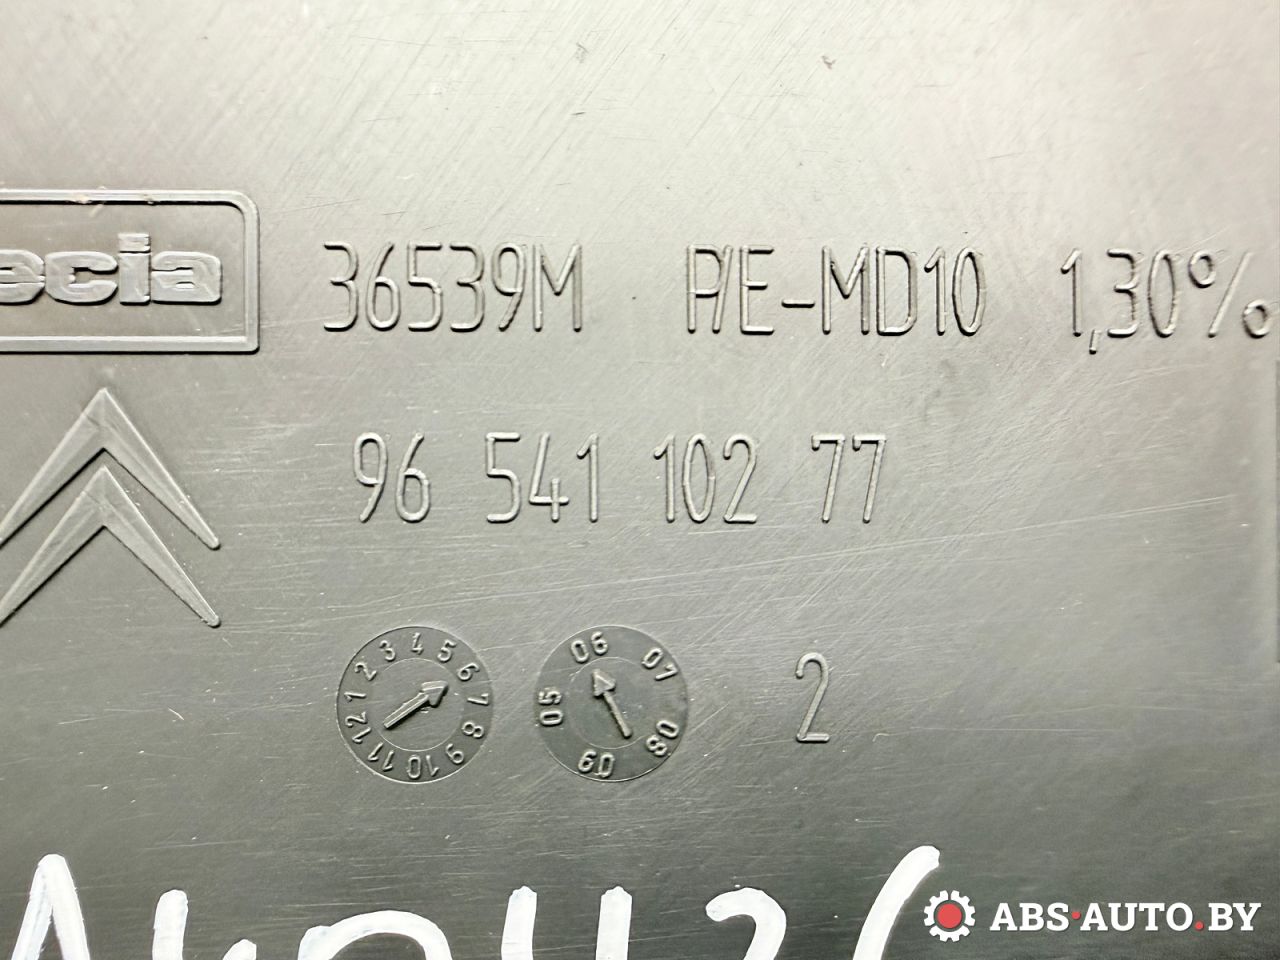 ecia
36539M P/E-MD10 1,30%
96 541 102 77
1 2 3 4 5 6 7 8 9 10 11 12
05 06 07 08 09
2
ABS·AUTO.BY